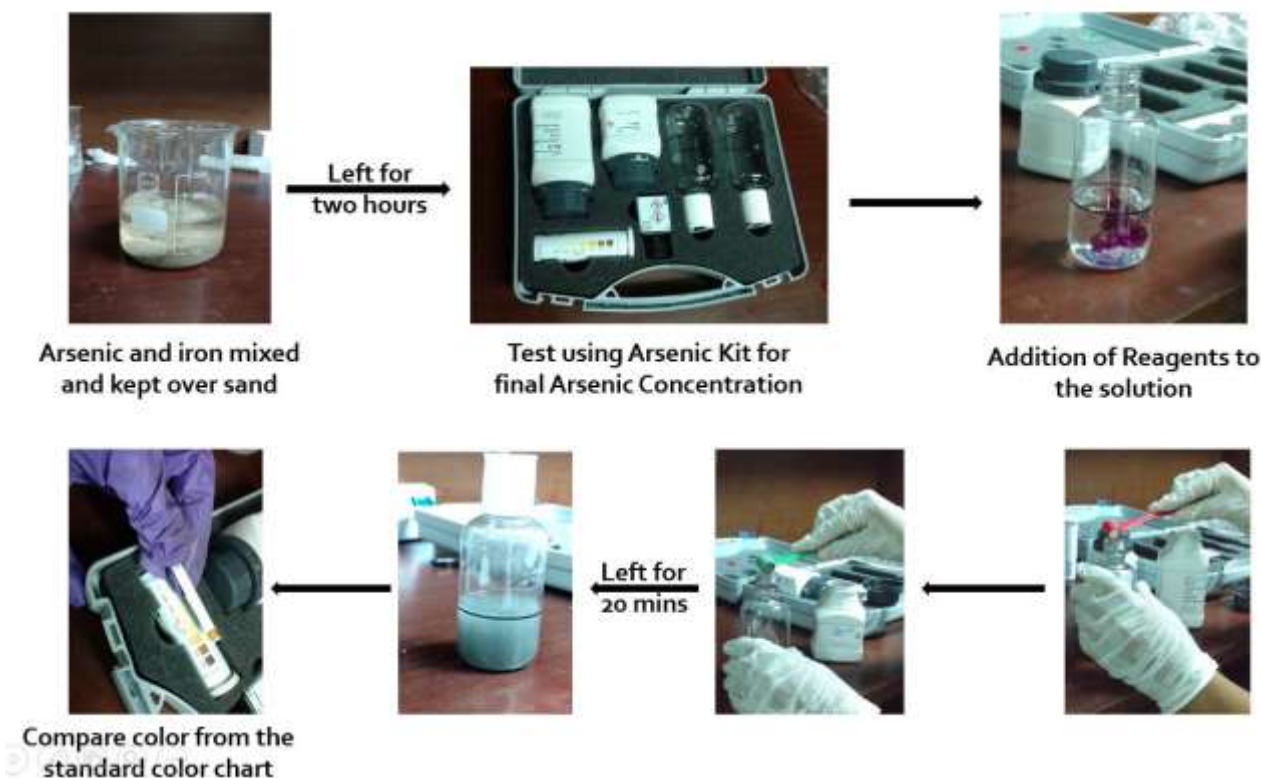 Left for
two hours
Arsenic and iron mixed
and kept over sand
Test using Arsenic Kit for
final Arsenic Concentration
Addition of Reagents to
the solution
Left for
20 mins
Compare color from the
standard color chart